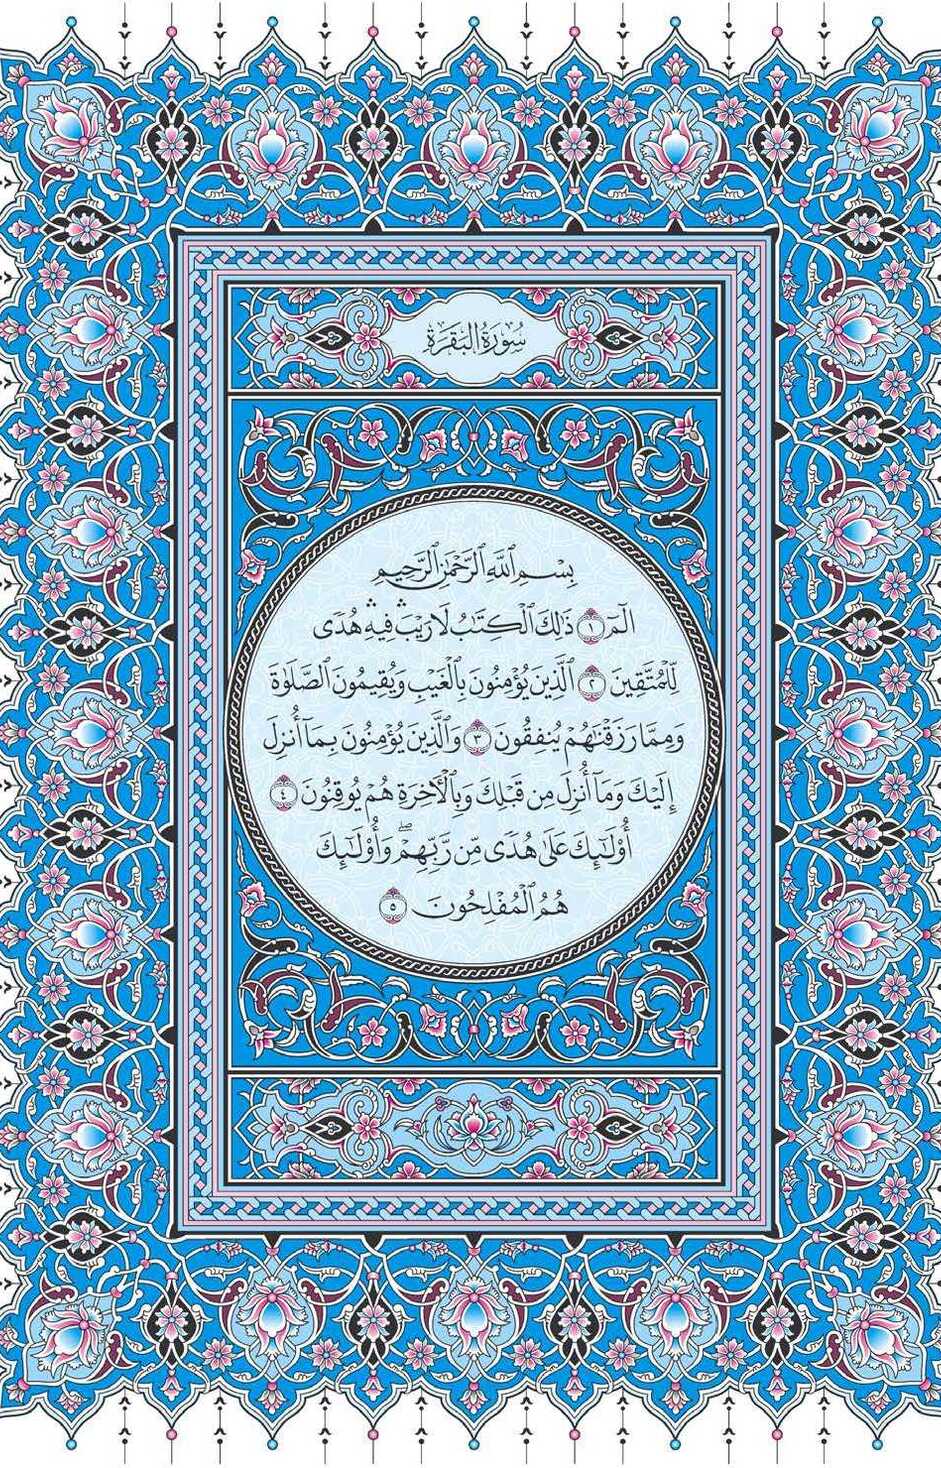 سُورَةُ البَقَرَةِ
بِسْمِ ٱللَّهِ ٱلرَّحْمَٰنِ ٱلرَّحِيمِ
الٓمٓ ١ ذَٰلِكَ ٱلْكِتَٰبُ لَا رَيْبَۛ فِيهِۛ هُدًى
لِّلْمُتَّقِينَ ٢ ٱلَّذِينَ يُؤْمِنُونَ بِٱلْغَيْبِ وَيُقِيمُونَ ٱلصَّلَوٰةَ
وَمِمَّا رَزَقْنَٰهُمْ يُنفِقُونَ ٣ وَٱلَّذِينَ يُؤْمِنُونَ بِمَآ أُنزِلَ
إِلَيْكَ وَمَآ أُنزِلَ مِن قَبْلِكَ وَبِٱلْأَخِرَةِ هُمْ يُوقِنُونَ ٤
أُو۟لَٰٓئِكَ عَلَىٰ هُدًى مِّن رَّبِّهِمْۖ وَأُو۟لَٰٓئِكَ
هُمُ ٱلْمُفْلِحُونَ ٥